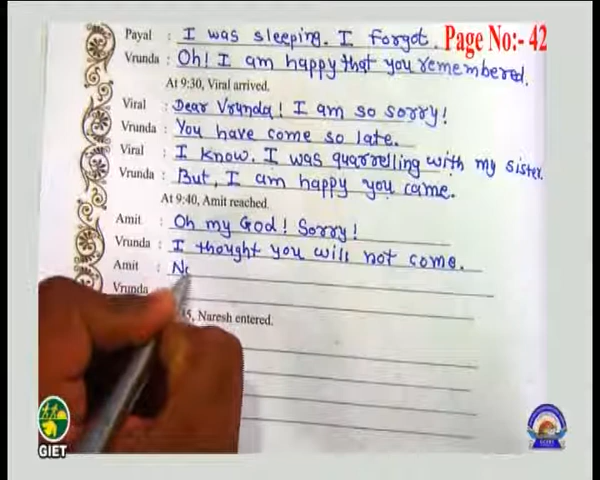 Page No:- 42
Payal : I was sleeping. I forgot.
Vrunda : Oh! I am happy that you remembered.
At 9:30, Viral arrived.
Viral : Dear Vrunda! I am so sorry!
Vrunda : You have come so late.
Viral : I know. I was quarrelling with my sister.
Vrunda : But, I am happy you came.
At 9:40, Amit reached.
Amit : Oh my God! Sorry!
Vrunda : I thought you will not come.
Amit : No
Vrunda
45, Naresh entered.
GIET